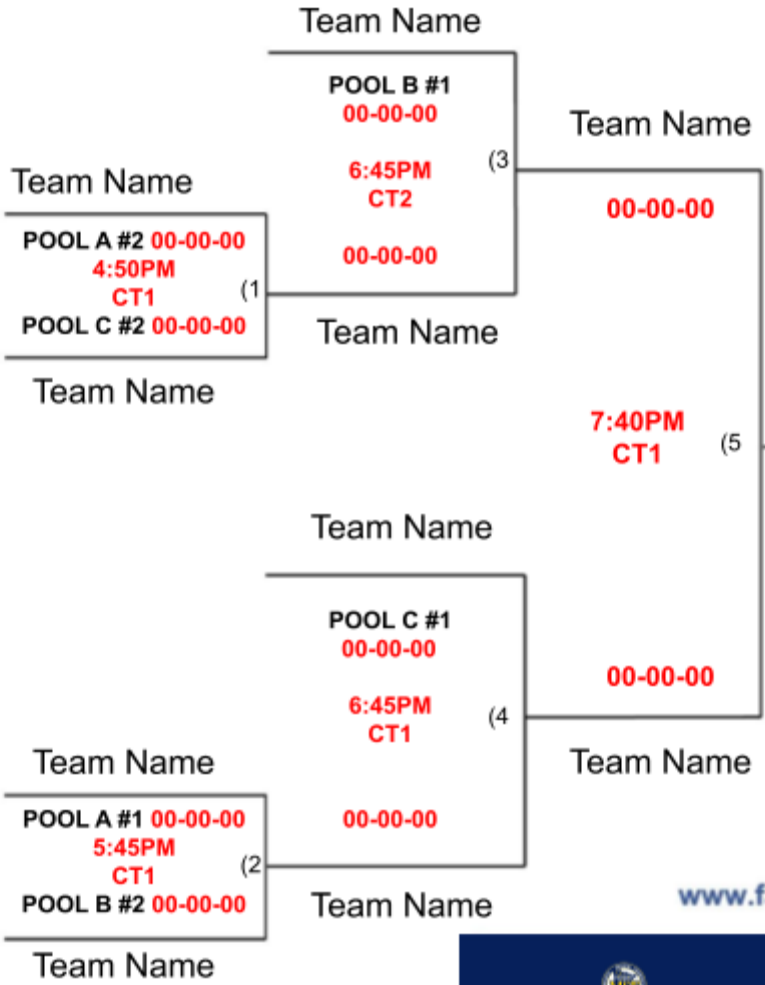 Team Name
POOL B #1
00-00-00
Team Name
6:45PM
(3
CT2
Team Name
00-00-00
POOL A #2 00-00-00
4:50PM
00-00-00
CT1
(1
POOL C #2 00-00-00
Team Name
Team Name
7:40PM
CT1
(5
Team Name
POOL C #1
00-00-00
00-00-00
6:45PM
CT1
(4
Team Name
Team Name
POOL A #1 00-00-00
00-00-00
5:45PM
CT1
(2
POOL B #2 00-00-00
Team Name
www.f
Team Name